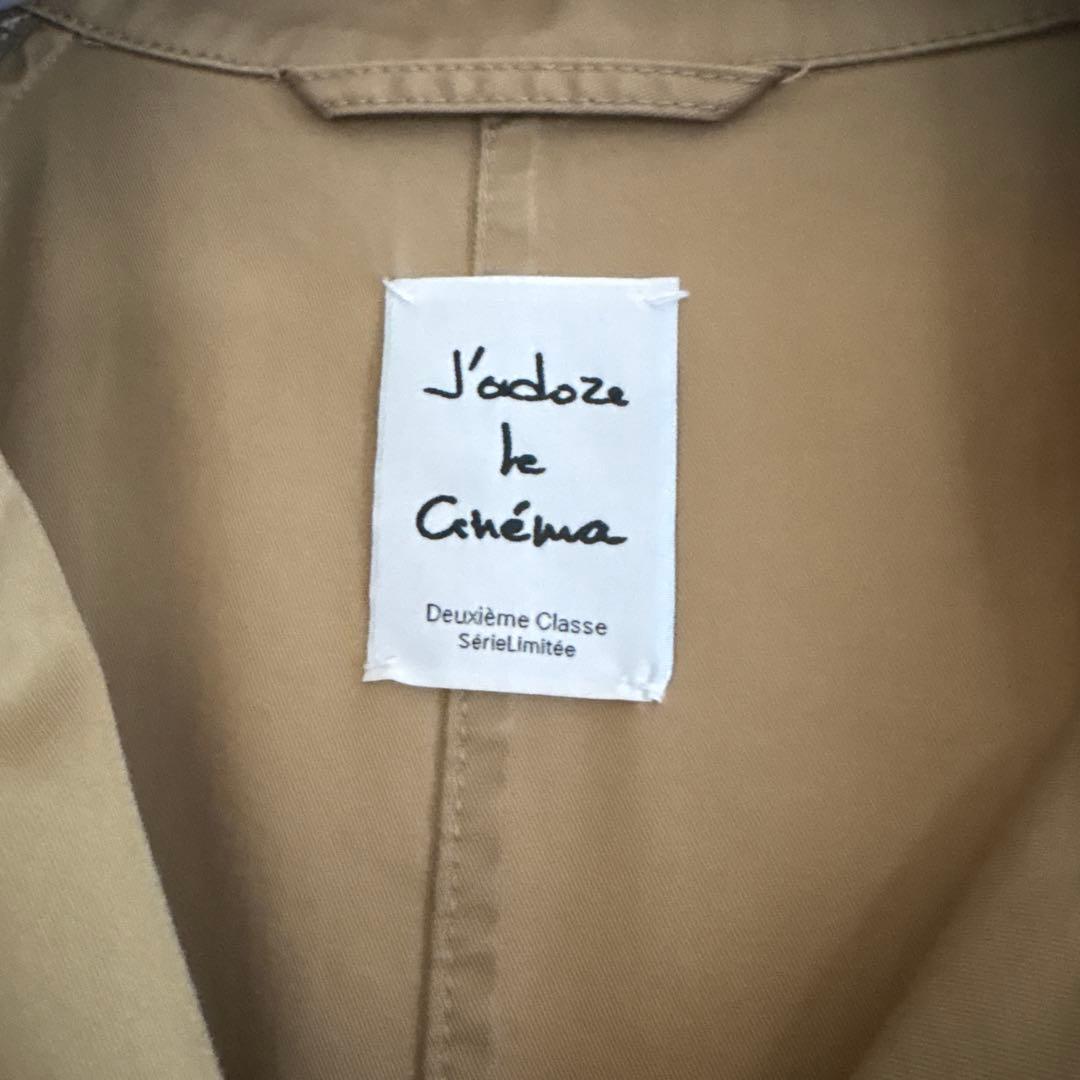 J'adore
le
Cinéma
Deuxième Classe
SérieLimitée